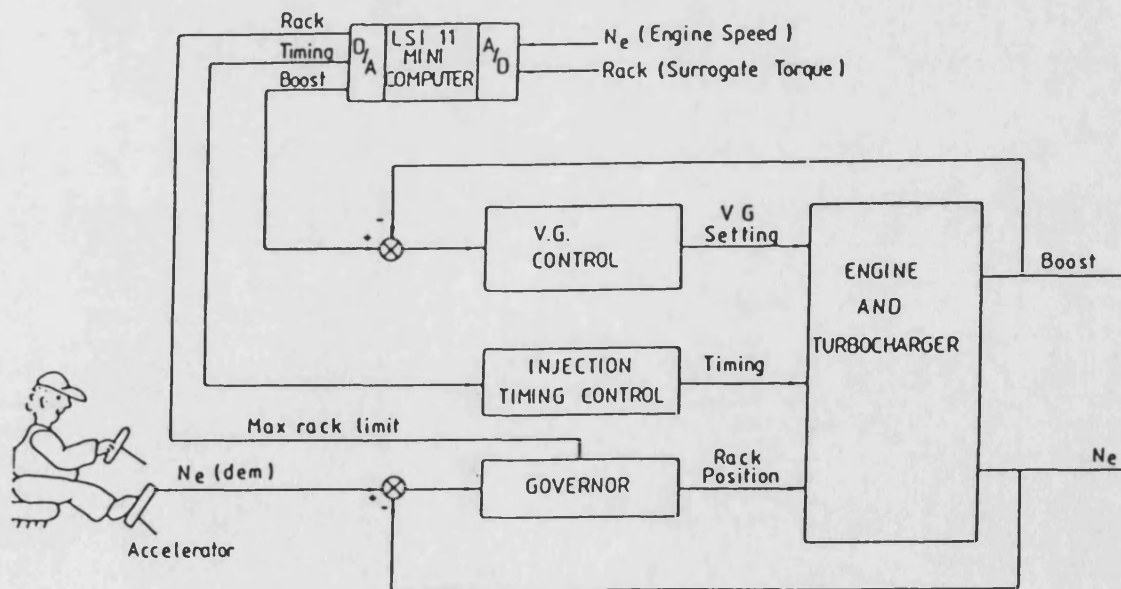 Rack
Timing
Boost
D/A
LSI 11
MINI
COMPUTER
A/D
Ne (Engine Speed)
Rack (Surrogate Torque)
-
+
V.G.
CONTROL
VG
Setting
ENGINE
AND
TURBOCHARGER
Boost
INJECTION
TIMING CONTROL
Timing
Max rack limit
Ne (dem)
+
-
GOVERNOR
Rack
Position
Ne
Accelerator